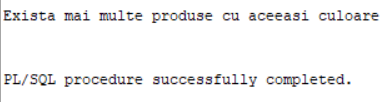 Exista mai multe produse cu aceeasi culoare
PL/SQL procedure successfully completed.